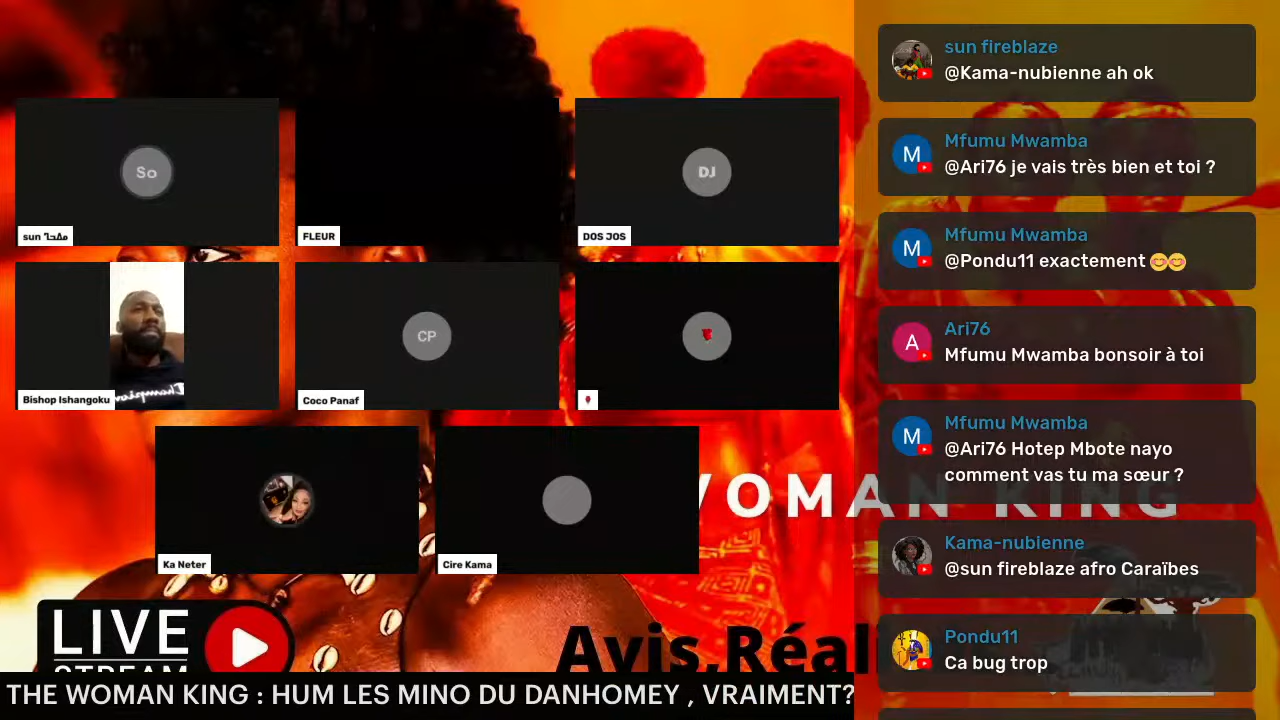 So
DJ
sun
FLEUR
DOS JOS
CP
Champion
Bishop Ishangoku
Coco Panaf
WOMAN KING
Ka Neter
Cire Kama
LIVE
STREAM
Avis,Réali
THE WOMAN KING : HUM LES MINO DU DANHOMEY , VRAIMENT?
sun fireblaze
@Kama-nubienne ah ok
M
Mfumu Mwamba
@Ari76 je vais très bien et toi ?
M
Mfumu Mwamba
@Pondu11 exactement 😊😊
A
Ari76
Mfumu Mwamba bonsoir à toi
M
Mfumu Mwamba
@Ari76 Hotep Mbote nayo
comment vas tu ma sœur ?
Kama-nubienne
@sun fireblaze afro Caraïbes
Pondu11
Ca bug trop